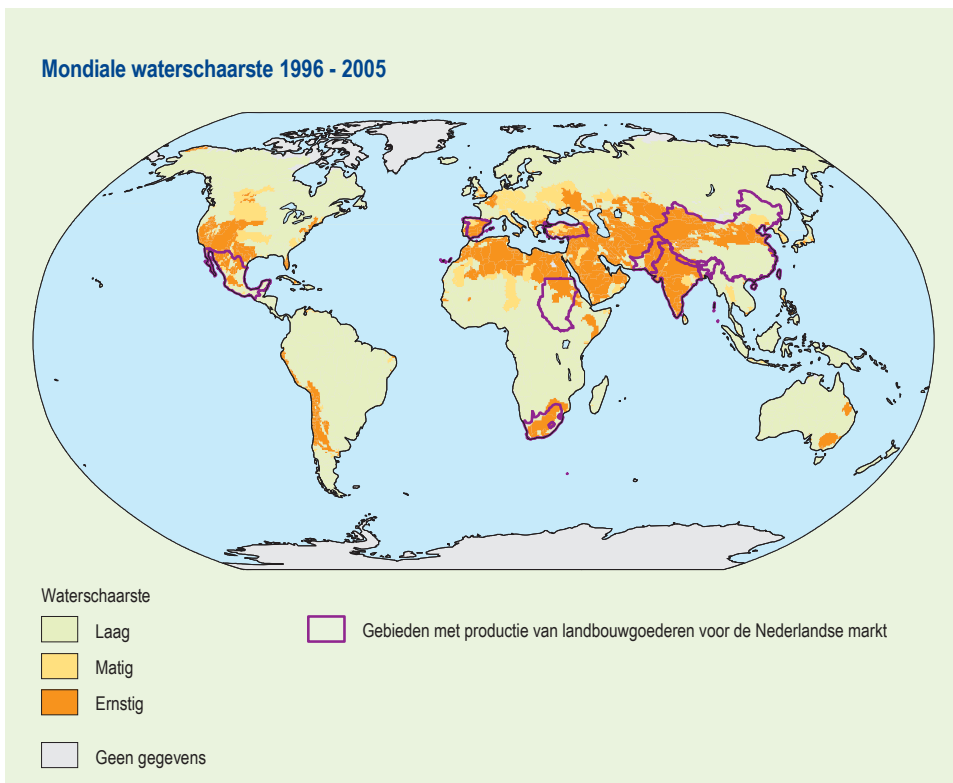 Mondiale waterschaarste 1996 - 2005
Waterschaarste
Laag
Matig
Ernstig
Geen gegevens
Gebieden met productie van landbouwgoederen voor de Nederlandse markt